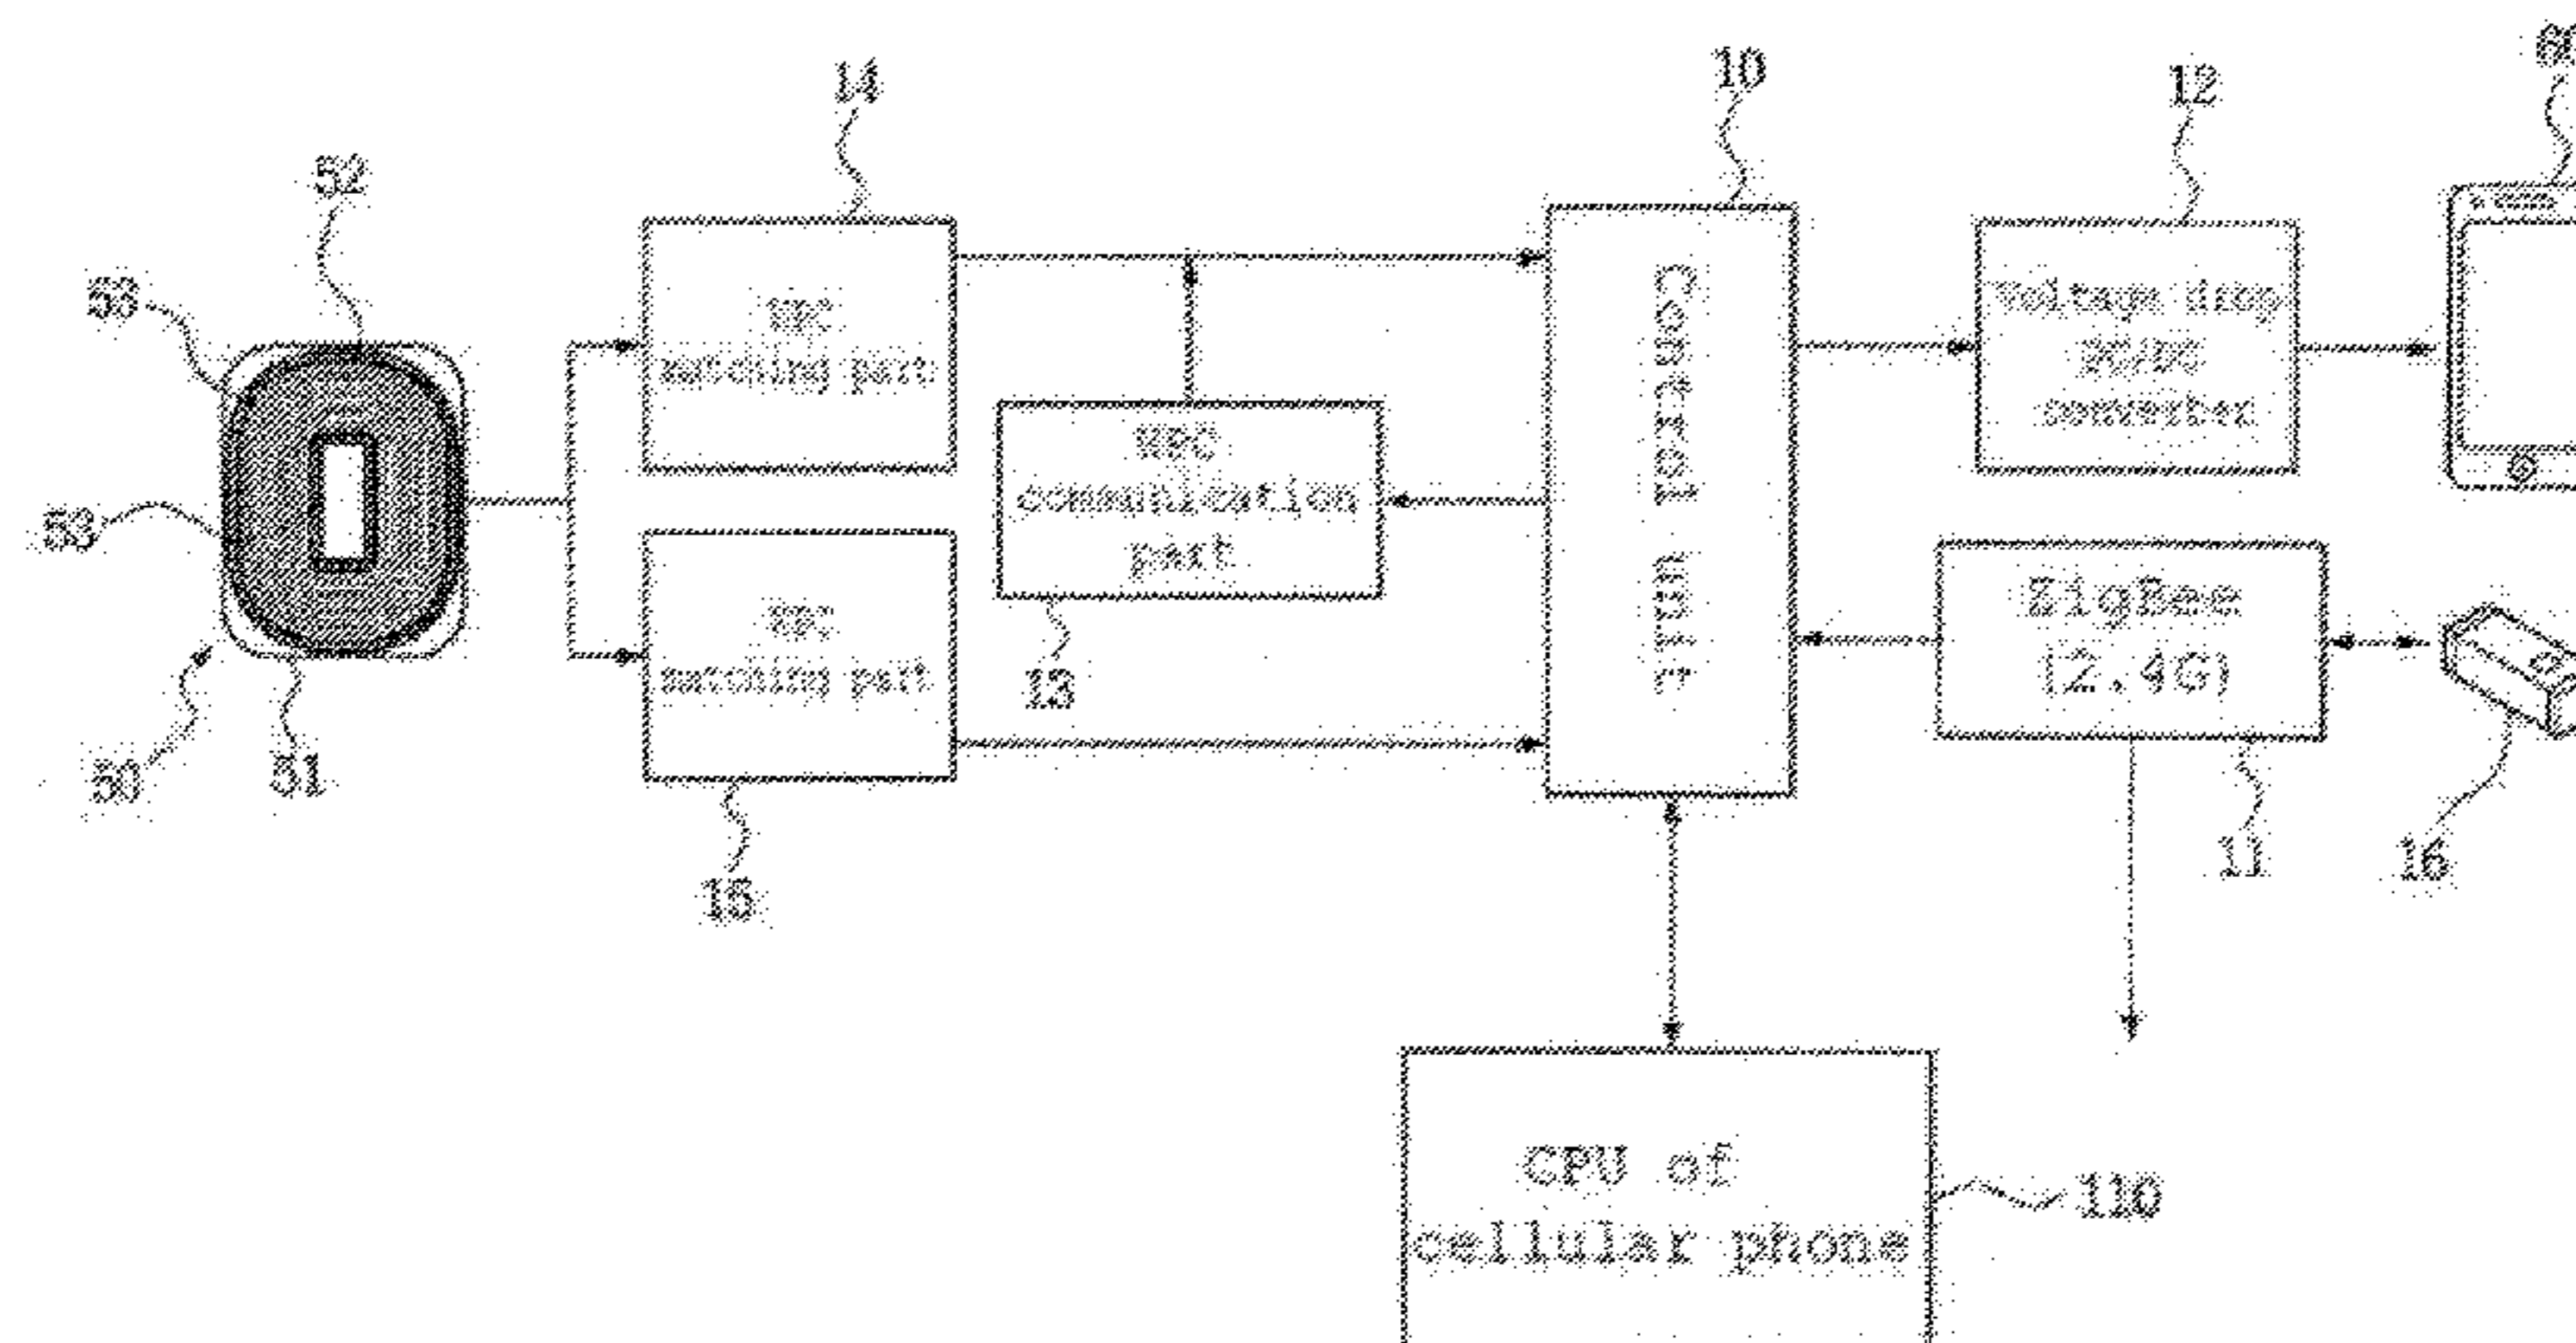 14
10
12
52
53
Control unit
Voltage drop
converter
matching part
communication
part
53
ZigBee
(2.4G)
matching part
13
50
51
15
11
16
CPU of
cellular phone
110